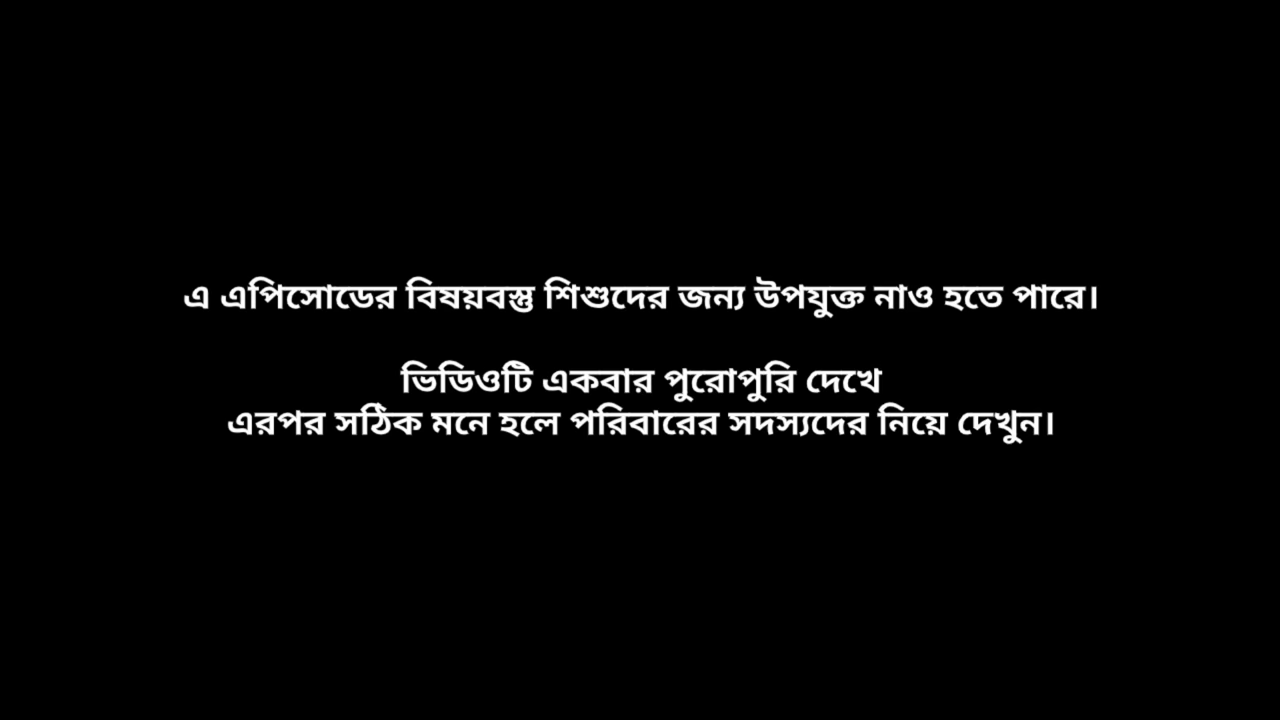 এ এপিসোডের বিষয়বস্তু শিশুদের জন্য উপযুক্ত নাও হতে পারে।
ভিডিওটি একবার পুরোপুরি দেখে
এরপর সঠিক মনে হলে পরিবারের সদস্যদের নিয়ে দেখুন।